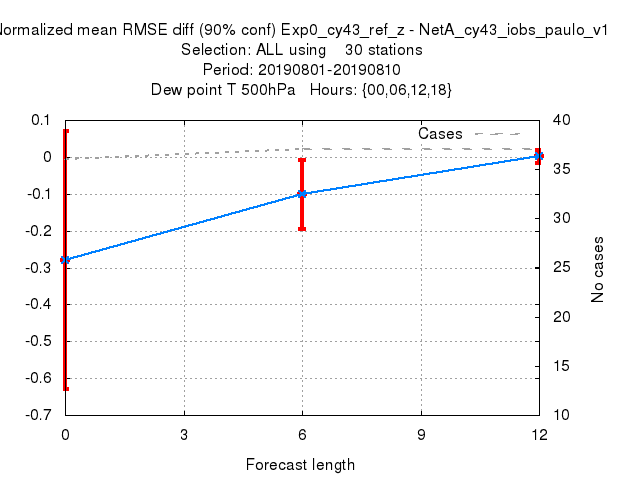 Normalized mean RMSE diff (90% conf) Exp0_cy43_ref_z - NetA_cy43_iobs_paulo_v1
Selection: ALL using    30 stations
Period: 20190801-20190810
Dew point T 500hPa   Hours: {00,06,12,18}
Cases
0.1
0
-0.1
-0.2
-0.3
-0.4
-0.5
-0.6
-0.7
40
35
30
25
20
15
10
No cases
0 3 6 9 12
Forecast length